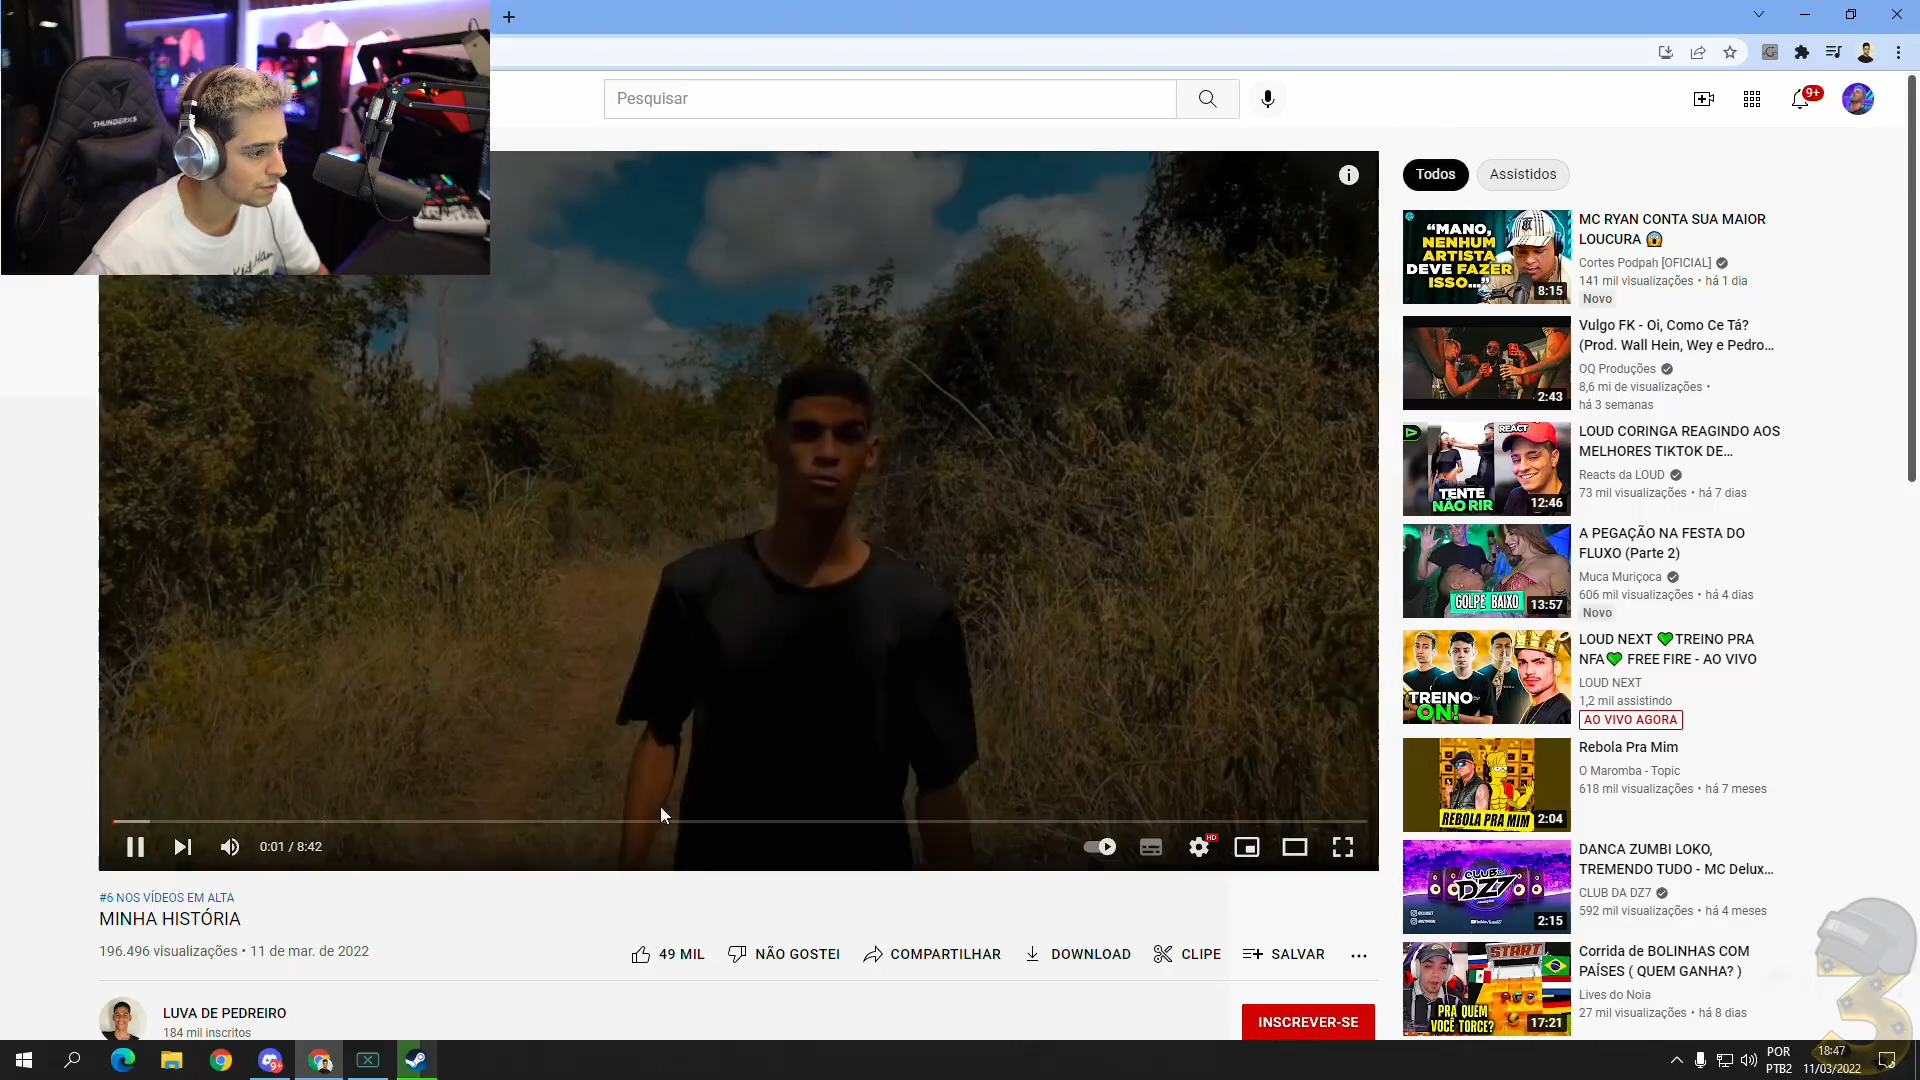 THUNDERX3
Pesquisar
9+
Todos
Assistidos
"MANO,
NENHUM
ARTISTA
DEVE FAZER
ISSO..."
8:15
MC RYAN CONTA SUA MAIOR
LOUCURA 😱
Cortes Podpah [OFICIAL]
141 mil visualizações • há 1 dia
Novo
2:43
Vulgo FK - Oi, Como Ce Tá?
(Prod. Wall Hein, Wey e Pedro...
OQ Produções
8,6 mi de visualizações •
há 3 semanas
REACT
TENTE
NÃO RIR
12:46
LOUD CORINGA REAGINDO AOS
MELHORES TIKTOK DE...
Reacts da LOUD
73 mil visualizações • há 7 dias
GOLPE BAIXO
13:57
A PEGAÇÃO NA FESTA DO
FLUXO (Parte 2)
Muca Muriçoca
606 mil visualizações • há 4 dias
Novo
TREINO
ON!
LOUD NEXT 💚TREINO PRA
NFA💚 FREE FIRE - AO VIVO
LOUD NEXT
1,2 mil assistindo
AO VIVO AGORA
REBOLA PRA MIM
2:04
Rebola Pra Mim
O Maromba - Topic
618 mil visualizações • há 7 meses
CLUB DA
DZ7
2:15
DANCA ZUMBI LOKO,
TREMENDO TUDO - MC Delux...
CLUB DA DZ7
592 mil visualizações • há 4 meses
START
PRA QUEM
VOCÊ TORCE?
17:21
Corrida de BOLINHAS COM
PAÍSES ( QUEM GANHA? )
Lives do Noia
27 mil visualizações • há 8 dias
0:01 / 8:42
HD
#6 NOS VÍDEOS EM ALTA
MINHA HISTÓRIA
196.496 visualizações • 11 de mar. de 2022
49 MIL
NÃO GOSTEI
COMPARTILHAR
DOWNLOAD
CLIPE
SALVAR
LUVA DE PEDREIRO
184 mil inscritos
INSCREVER-SE
9+
POR
PTB2
18:47
11/03/2022
3